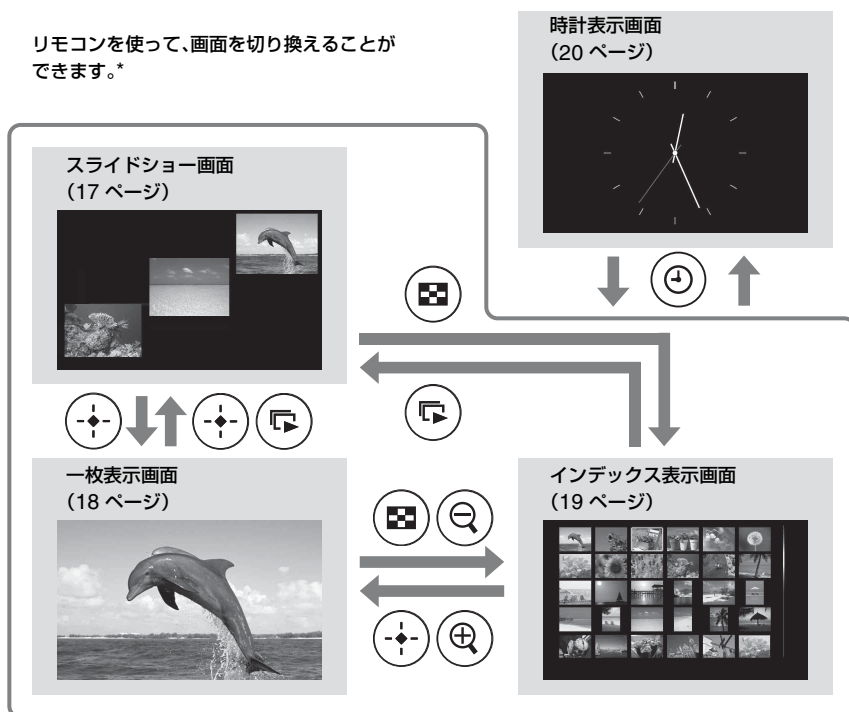 リモコンを使って、画面を切り換えることが
できます。*
時計表示画面
（20 ページ）
スライドショー画面
（17 ページ）
一枚表示画面
（18 ページ）
インデックス表示画面
（19 ページ）